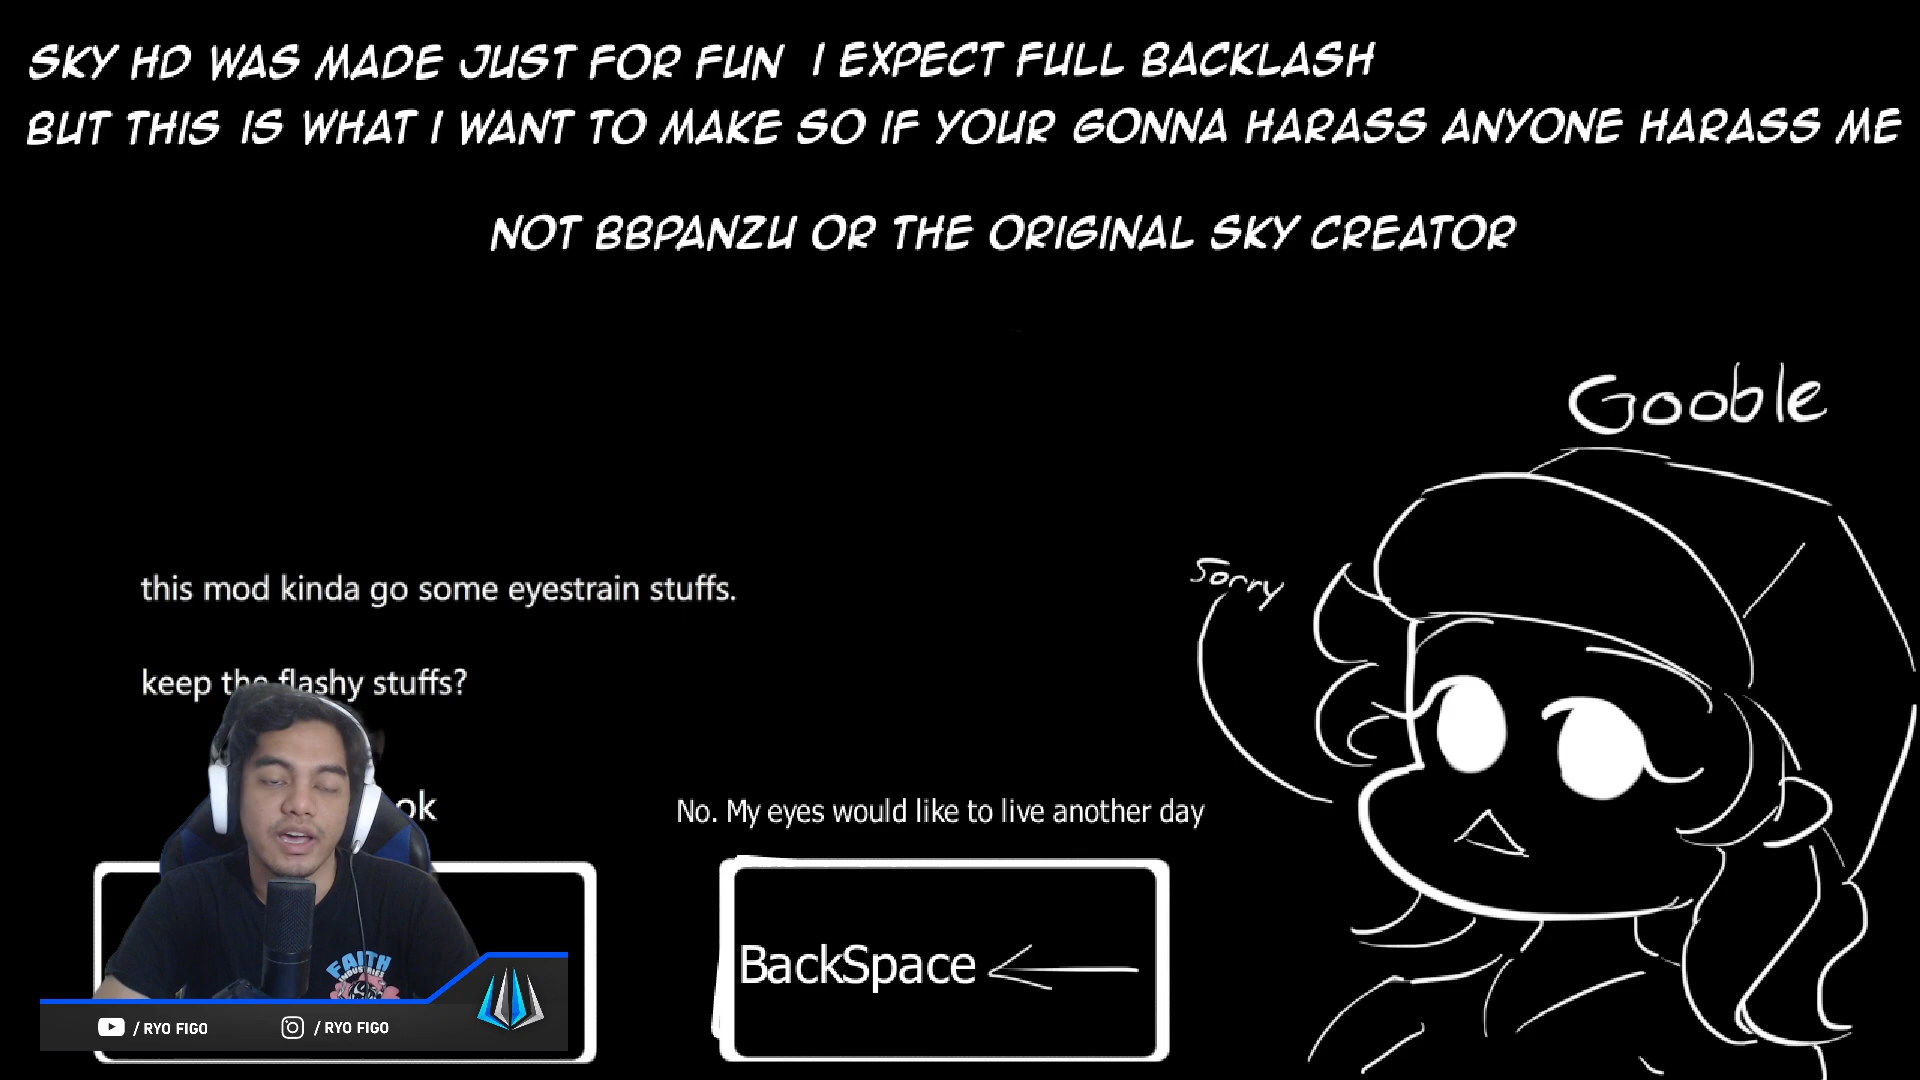 SKY HD WAS MADE JUST FOR FUN I EXPECT FULL BACKLASH
BUT THIS IS WHAT I WANT TO MAKE SO IF YOUR GONNA HARASS ANYONE HARASS ME
NOT BBPANZU OR THE ORIGINAL SKY CREATOR
Gooble
Sorry
this mod kinda go some eyestrain stuffs.
keep the flashy stuffs?
ok
No. My eyes would like to live another day
BackSpace
FAITH
INDUSTRIES
/ RYO FIGO
/ RYO FIGO